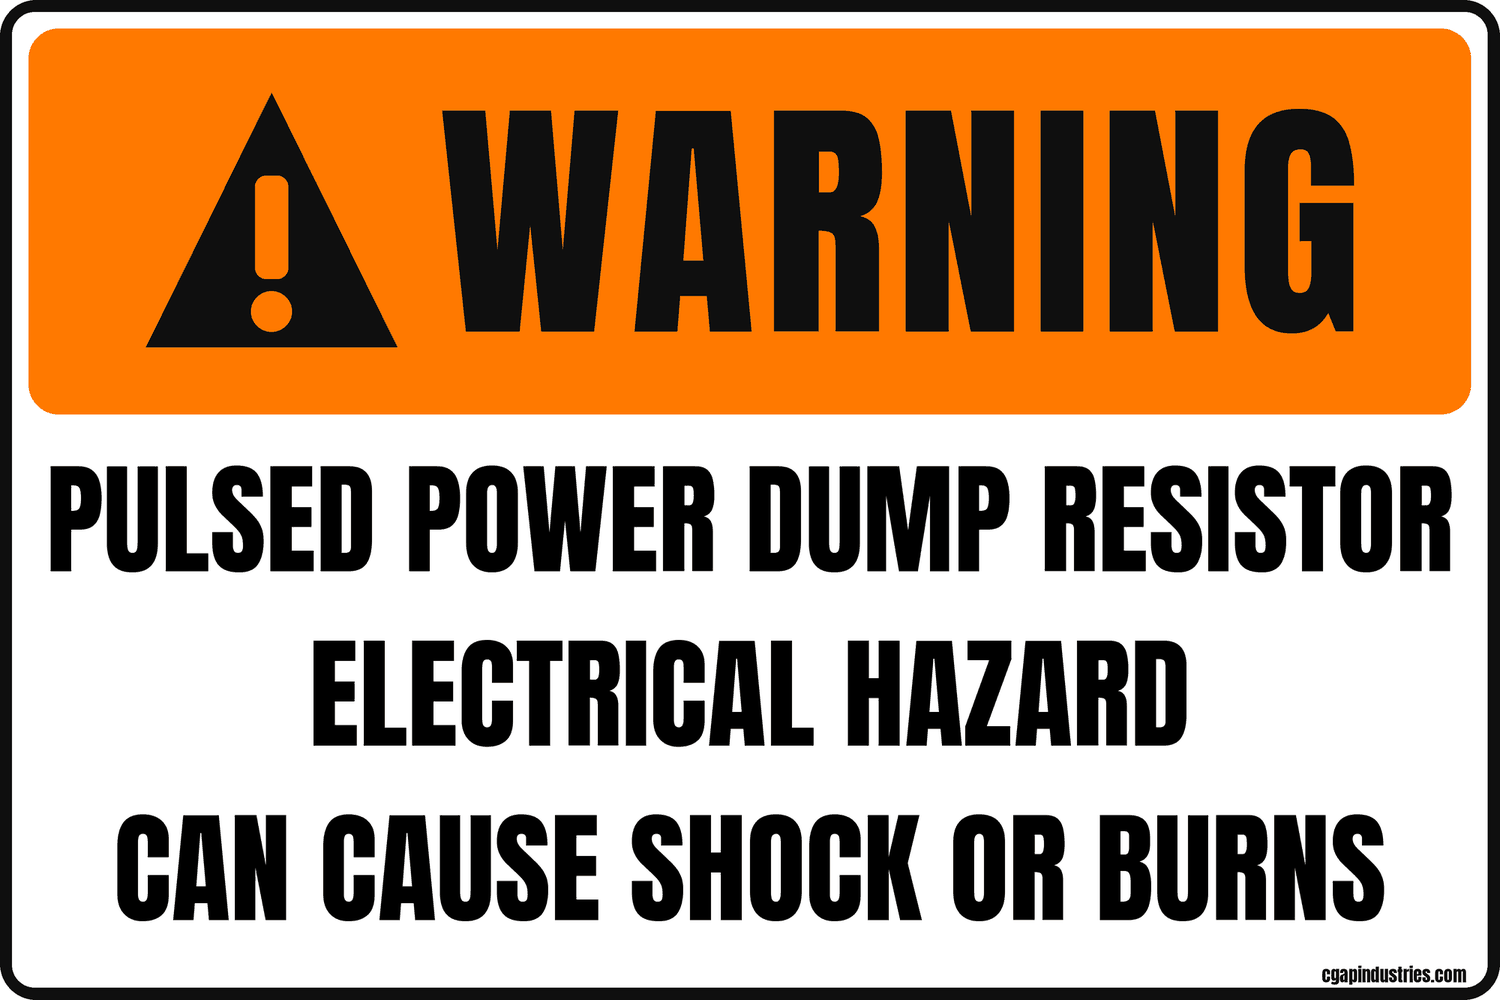 WARNING
PULSED POWER DUMP RESISTOR
ELECTRICAL HAZARD
CAN CAUSE SHOCK OR BURNS
cgapindustries.com